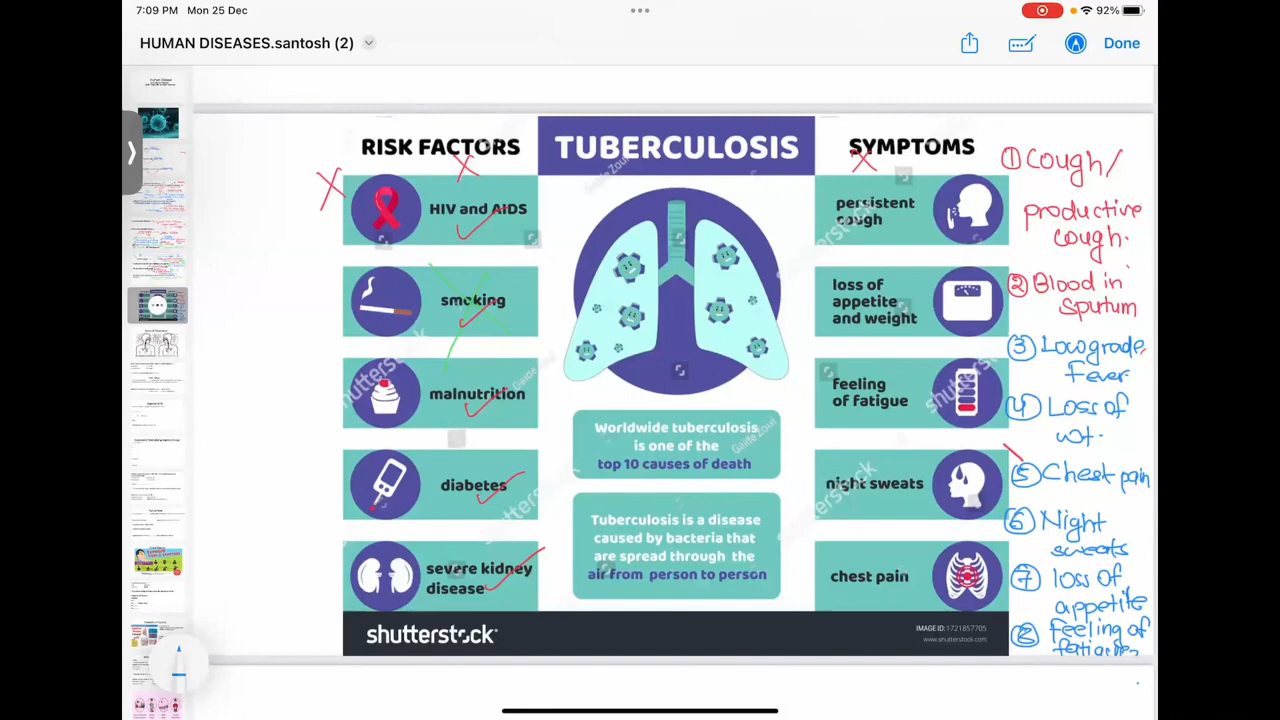 7:09 PM Mon 25 Dec
92%
HUMAN DISEASES.santosh (2)
Done
RISK FACTORS
TUBERCULOSIS
SYMPTOMS
HIV and AIDS
smoking
malnutrition
diabetes
severe kidney
disease
Worldwide tuberculosis
is one of the
top 10 causes of death
Tuberculosis is a disease
caused by bacteria that
are spread through the
air from person to person
persistent
cough
loss of
appetite
and weight
feeling
of fatigue
night sweats
chest pain
① Cough/
productive
cough.
② Blood in
sputum
③ Lowgrade
fever
④ Loss of
wt.
⑤ Chest pain
⑥ Night
sweats
⑦ loss of
appetite
⑧ feeling of
shutterstock
IMAGE ID: 1721857705
www.shutterstock.com